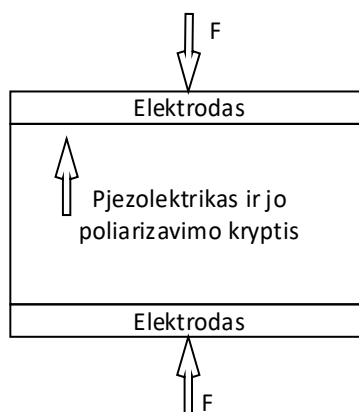 F
Elektrodas
Pjezolektrikas ir jo
poliarizavimo kryptis
Elektrodas
F